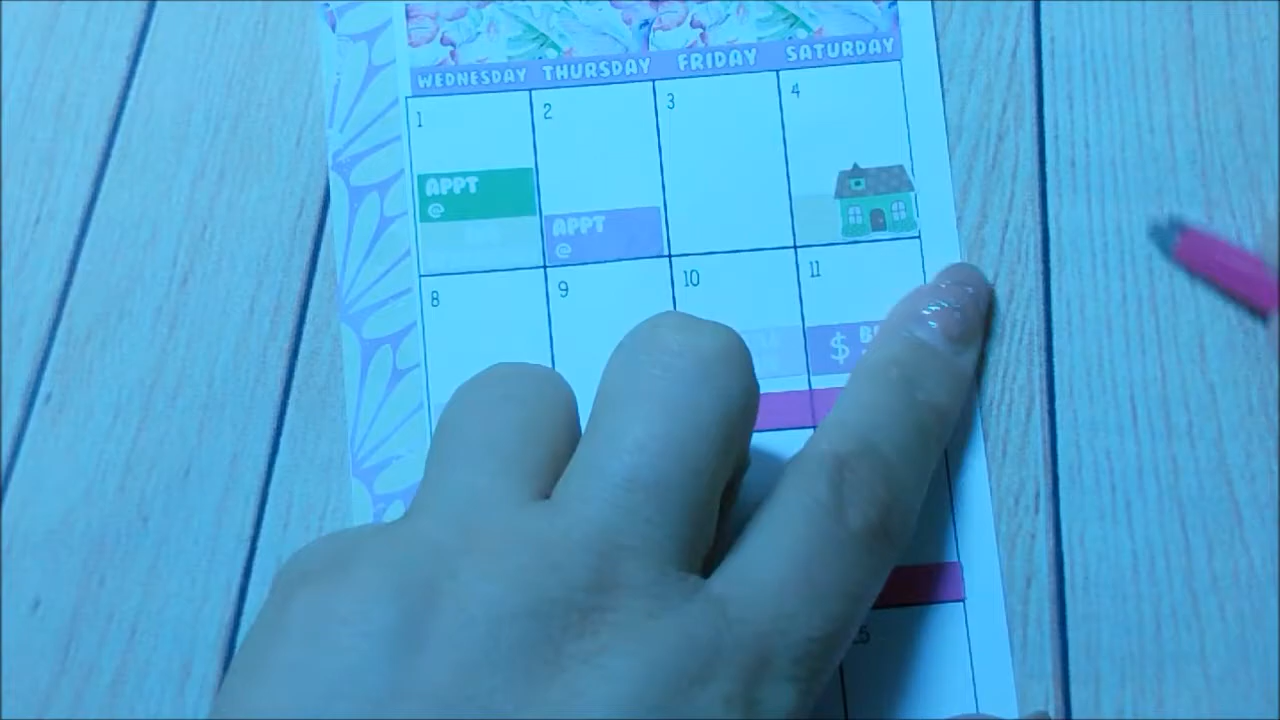 WEDNESDAY THURSDAY FRIDAY SATURDAY
1 2 3 4
APPT
@
APPT
@
8 9 10 11
$